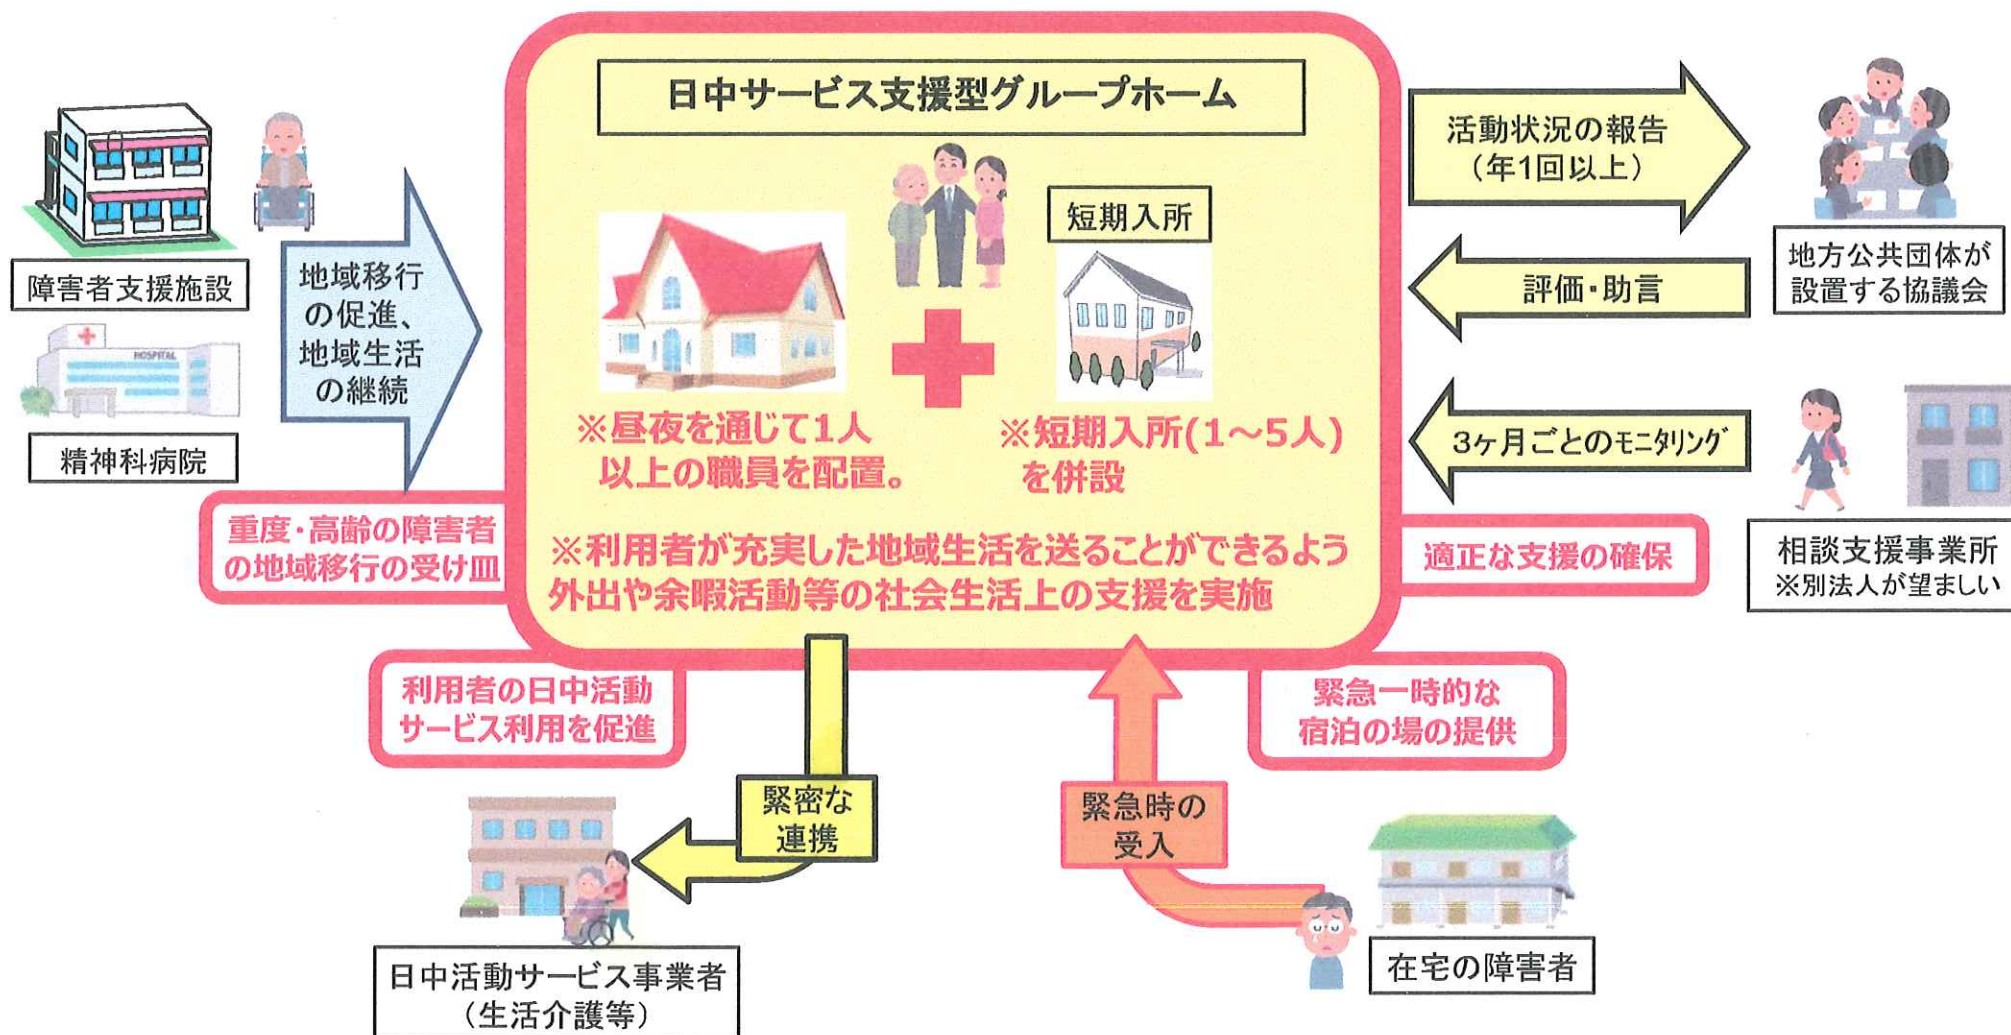 日中サービス支援型グループホーム
短期入所
※昼夜を通じて1人
以上の職員を配置。
※短期入所(1～5人)
を併設
※利用者が充実した地域生活を送ることができるよう
外出や余暇活動等の社会生活上の支援を実施
障害者支援施設
HOSPITAL
精神科病院
地域移行
の促進、
地域生活
の継続
重度・高齢の障害者
の地域移行の受け皿
活動状況の報告
(年1回以上)
評価・助言
地方公共団体が
設置する協議会
3ヶ月ごとのモニタリング
相談支援事業所
※別法人が望ましい
適正な支援の確保
利用者の日中活動
サービス利用を促進
緊密な
連携
日中活動サービス事業者
(生活介護等)
緊急一時的な
宿泊の場の提供
緊急時の
受入
在宅の障害者